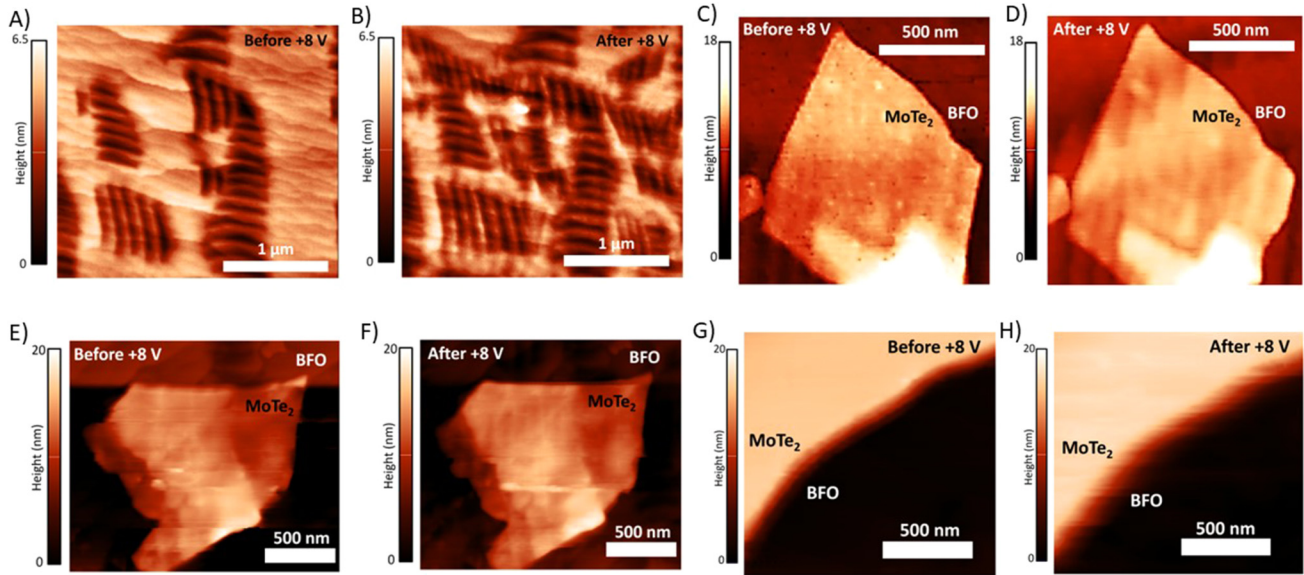 A)
6.5
Height (nm)
0
Before +8 V
1 µm
B)
6.5
Height (nm)
0
After +8 V
1 µm
C)
18
Height (nm)
0
Before +8 V
500 nm
MoTe₂
BFO
D)
18
Height (nm)
0
After +8 V
500 nm
MoTe₂
BFO
E)
20
Height (nm)
0
Before +8 V
BFO
MoTe₂
500 nm
F)
20
Height (nm)
0
After +8 V
BFO
MoTe₂
500 nm
G)
20
Height (nm)
0
Before +8 V
MoTe₂
BFO
500 nm
H)
20
Height (nm)
0
After +8 V
MoTe₂
BFO
500 nm